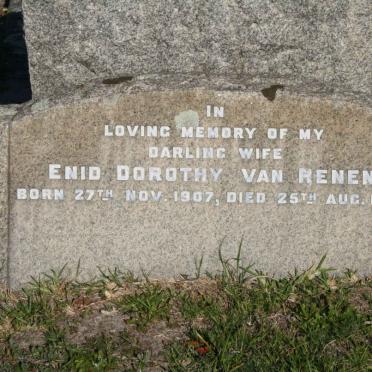 IN
LOVING MEMORY OF MY
DARLING WIFE
ENID DOROTHY VAN RENEN
BORN 27TH NOV. 1907, DIED 25TH AUG.